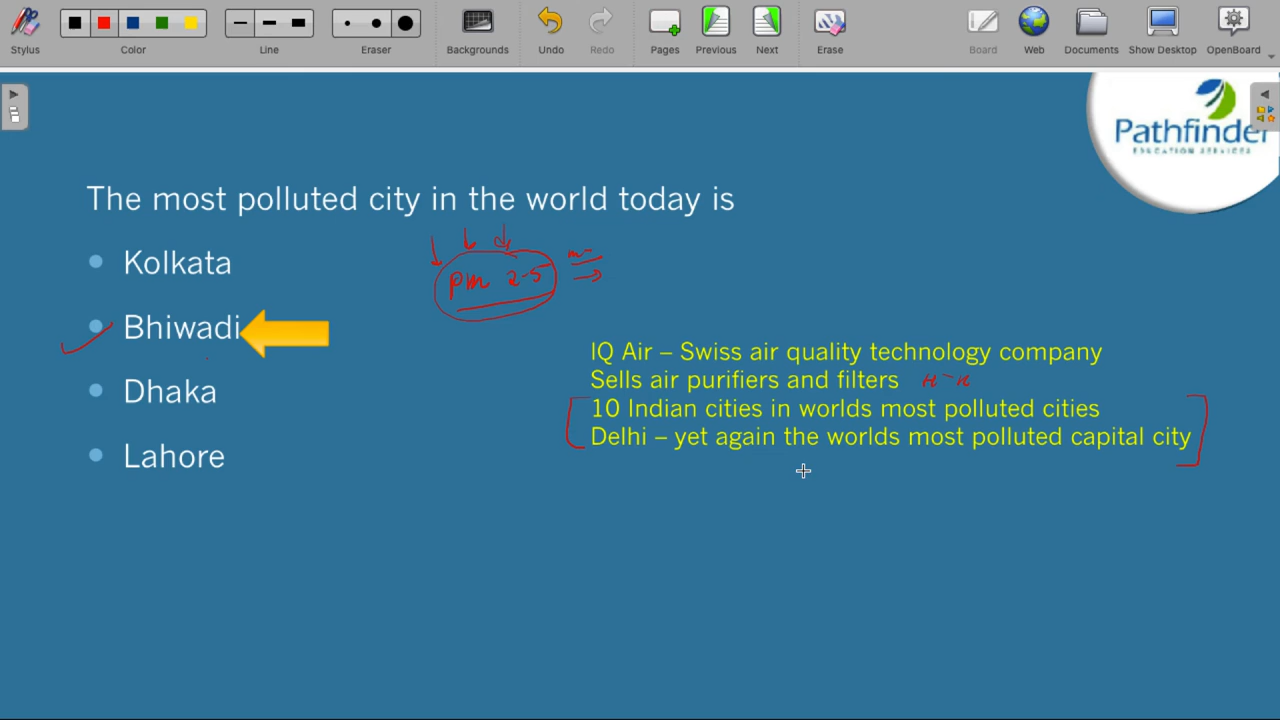 Stylus
Color
Line
Eraser
Backgrounds
Undo
Redo
Pages
Previous
Next
Erase
Board
Web
Documents
Show Desktop
OpenBoard
Pathfinder
EDUCATION SERVICES
The most polluted city in the world today is
Kolkata
pm 2.5
Bhiwadi
Dhaka
Lahore
IQ Air – Swiss air quality technology company
Sells air purifiers and filters
10 Indian cities in worlds most polluted cities
Delhi – yet again the worlds most polluted capital city